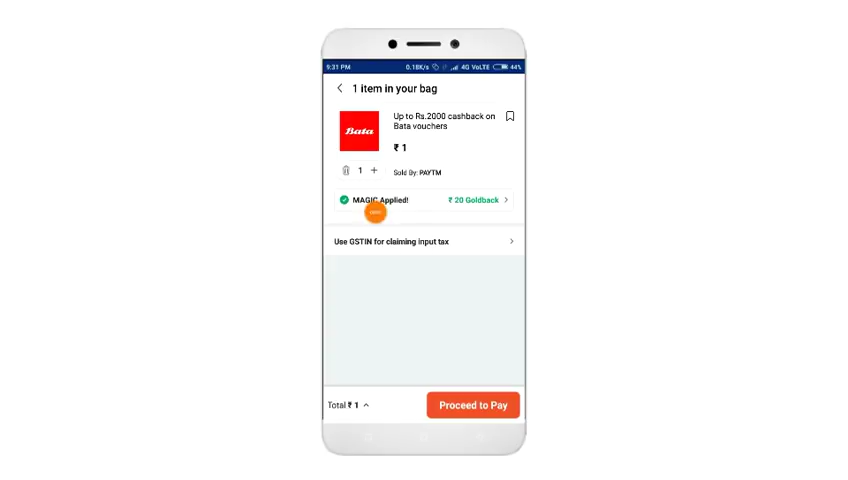 9:31 PM 0.18K/s 4G VoLTE 44%
1 item in your bag
Bata
Up to Rs.2000 cashback on
Bata vouchers
₹ 1
1 +
Sold By: PAYTM
MAGIC Applied! ₹ 20 Goldback
Use GSTIN for claiming input tax
Total ₹ 1
Proceed to Pay